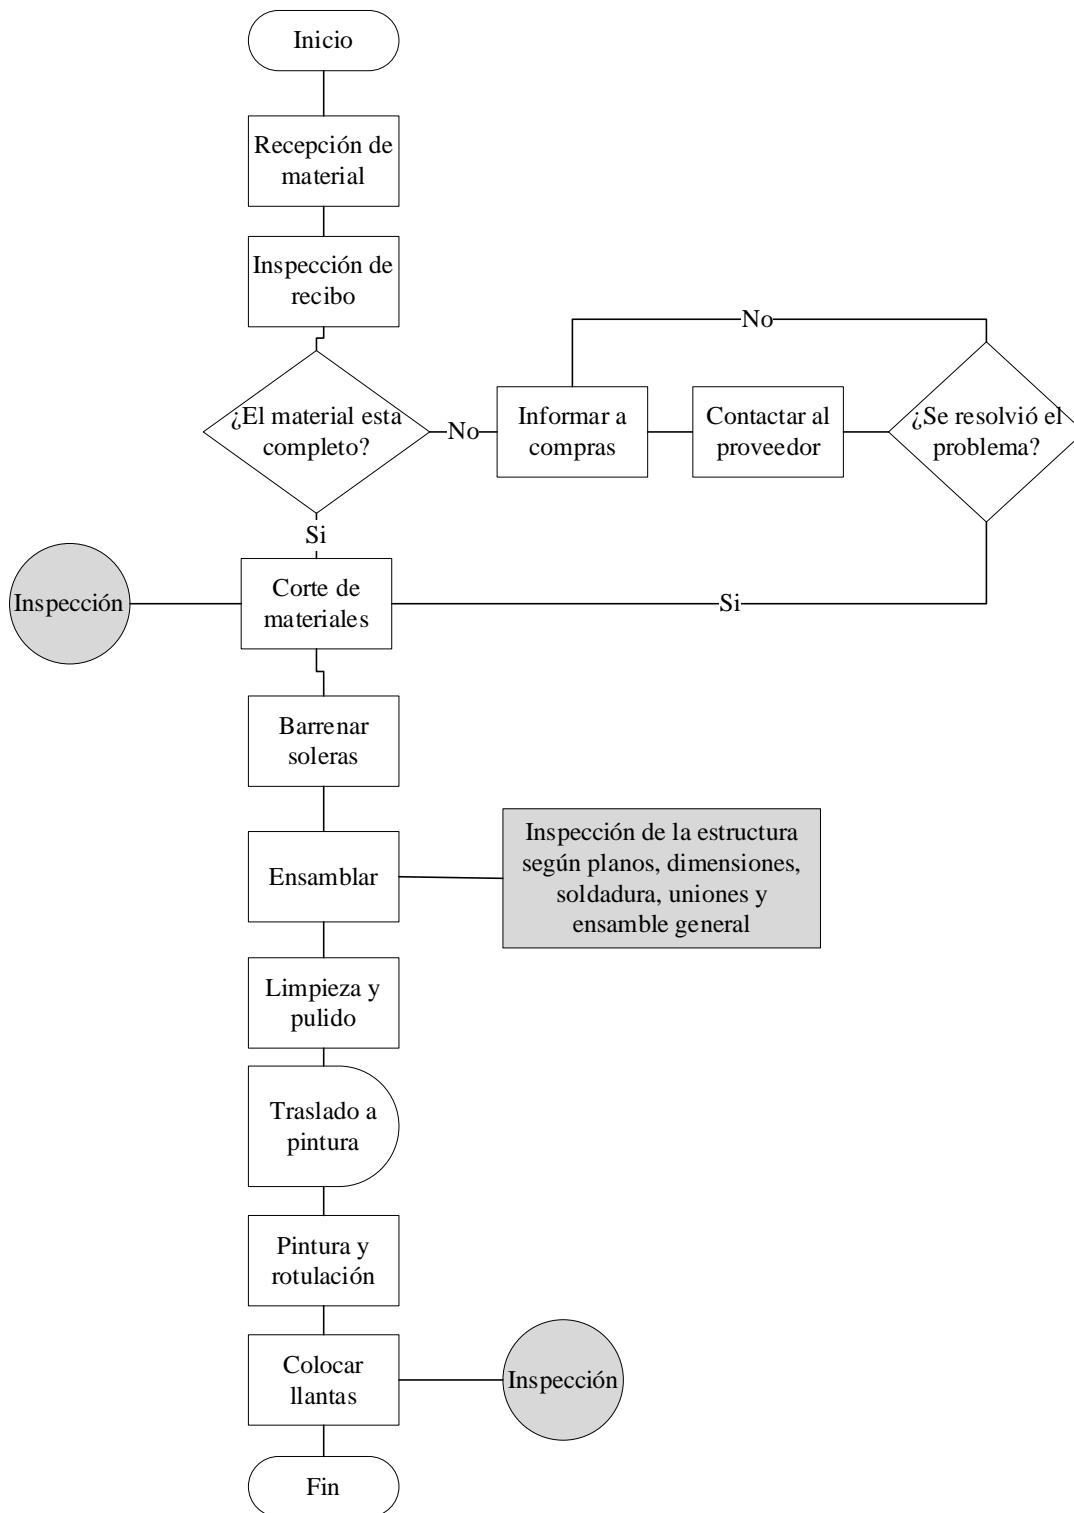 Inicio
Recepción de
material
Inspección de
recibo
No
¿El material esta
completo?
No
Informar a
compras
Contactar al
proveedor
¿Se resolvió el
problema?
Si
Inspección
Corte de
materiales
Si
Barrenar
soleras
Ensamblar
Inspección de la estructura
según planos, dimensiones,
soldadura, uniones y
ensamble general
Limpieza y
pulido
Traslado a
pintura
Pintura y
rotulación
Colocar
llantas
Inspección
Fin